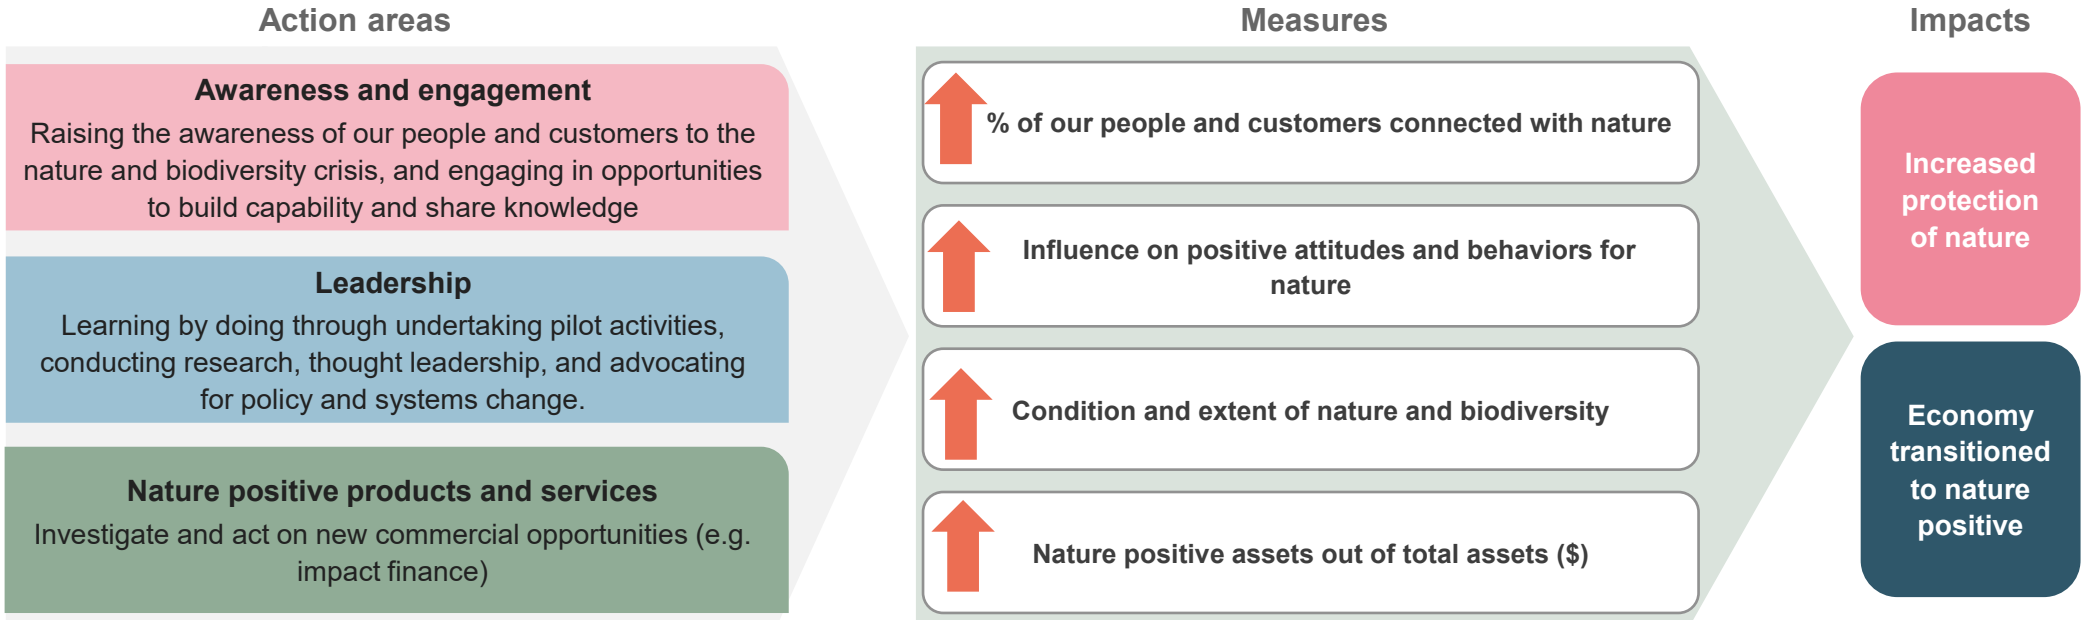 Action areas
Measures
Impacts
Awareness and engagement
Raising the awareness of our people and customers to the
nature and biodiversity crisis, and engaging in opportunities
to build capability and share knowledge
Leadership
Learning by doing through undertaking pilot activities,
conducting research, thought leadership, and advocating
for policy and systems change.
Nature positive products and services
Investigate and act on new commercial opportunities (e.g.
impact finance)
% of our people and customers connected with nature
Influence on positive attitudes and behaviors for
nature
Condition and extent of nature and biodiversity
Nature positive assets out of total assets ($)
Increased
protection
of nature
Economy
transitioned
to nature
positive